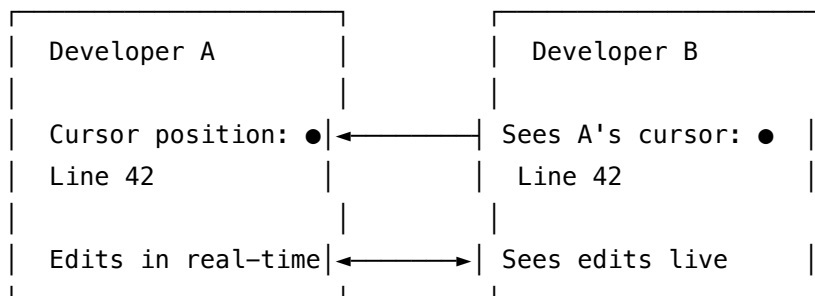 Developer A Developer B
Cursor position: ● Sees A's cursor: ●
Line 42 Line 42
Edits in real-time Sees edits live